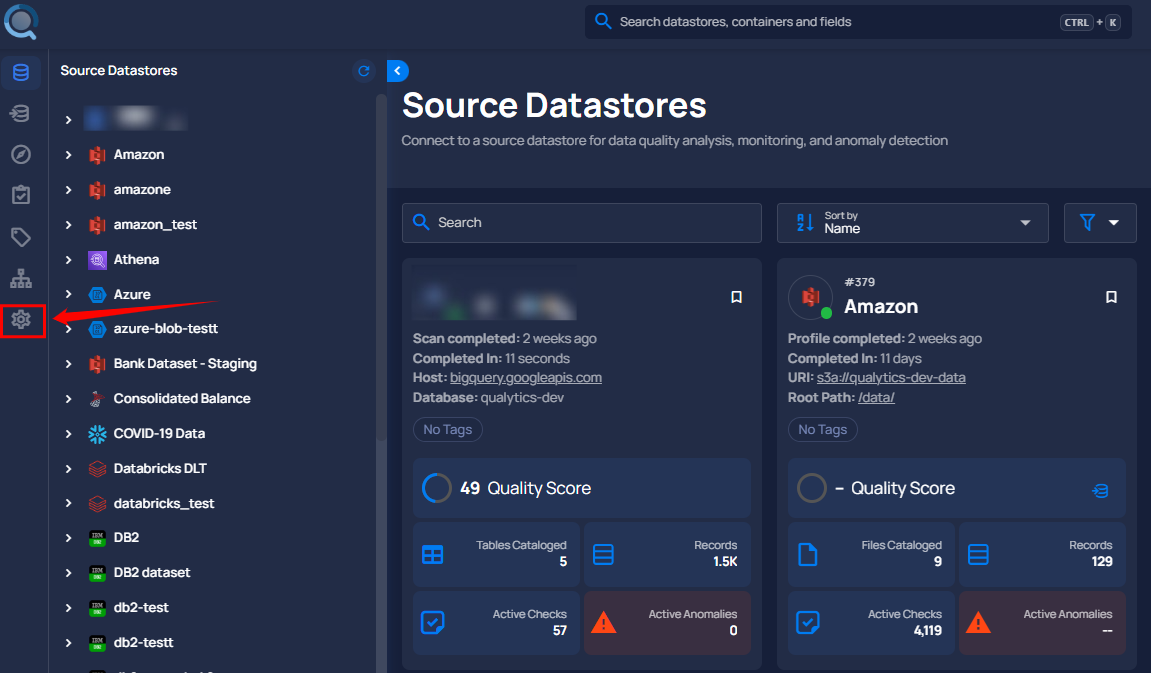 Search datastores, containers and fields
CTRL + K
Source Datastores
Amazon
amazone
amazon_test
Athena
Azure
azure-blob-testt
Bank Dataset - Staging
Consolidated Balance
COVID-19 Data
Databricks DLT
databricks_test
DB2
DB2 dataset
db2-test
db2-testt
Source Datastores
Connect to a source datastore for data quality analysis, monitoring, and anomaly detection
Search
Sort by
Name
Scan completed: 2 weeks ago
Completed In: 11 seconds
Host: bigquery.googleapis.com
Database: qualytics-dev
No Tags
49 Quality Score
Tables Cataloged
5
Records
1.5K
Active Checks
57
Active Anomalies
0
#379
Amazon
Profile completed: 2 weeks ago
Completed In: 11 days
URI: s3a://qualytics-dev-data
Root Path: /data/
No Tags
– Quality Score
Files Cataloged
9
Records
129
Active Checks
4,119
Active Anomalies
--